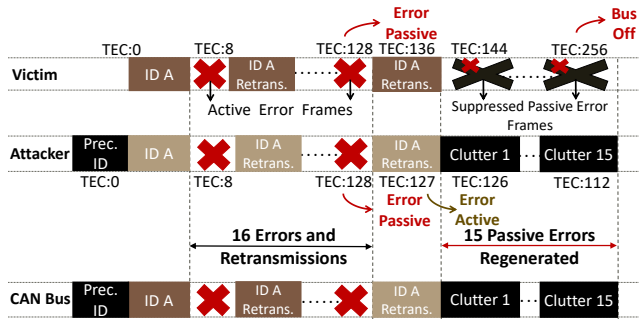 Error
Passive
Bus
Off
TEC:0
TEC:8
TEC:128
TEC:136
TEC:144
TEC:256
Victim
ID A
ID A
Retrans.
......
ID A
Retrans.
......
Active Error Frames
Suppressed Passive Error
Frames
Attacker
Prec.
ID
ID A
ID A
Retrans.
......
ID A
Retrans.
Clutter 1
...
Clutter 15
TEC:0
TEC:8
TEC:128
TEC:127
TEC:126
TEC:112
Error
Passive
Error
Active
16 Errors and
Retransmissions
15 Passive Errors
Regenerated
CAN Bus
Prec.
ID
ID A
ID A
Retrans.
......
ID A
Retrans.
Clutter 1
...
Clutter 15